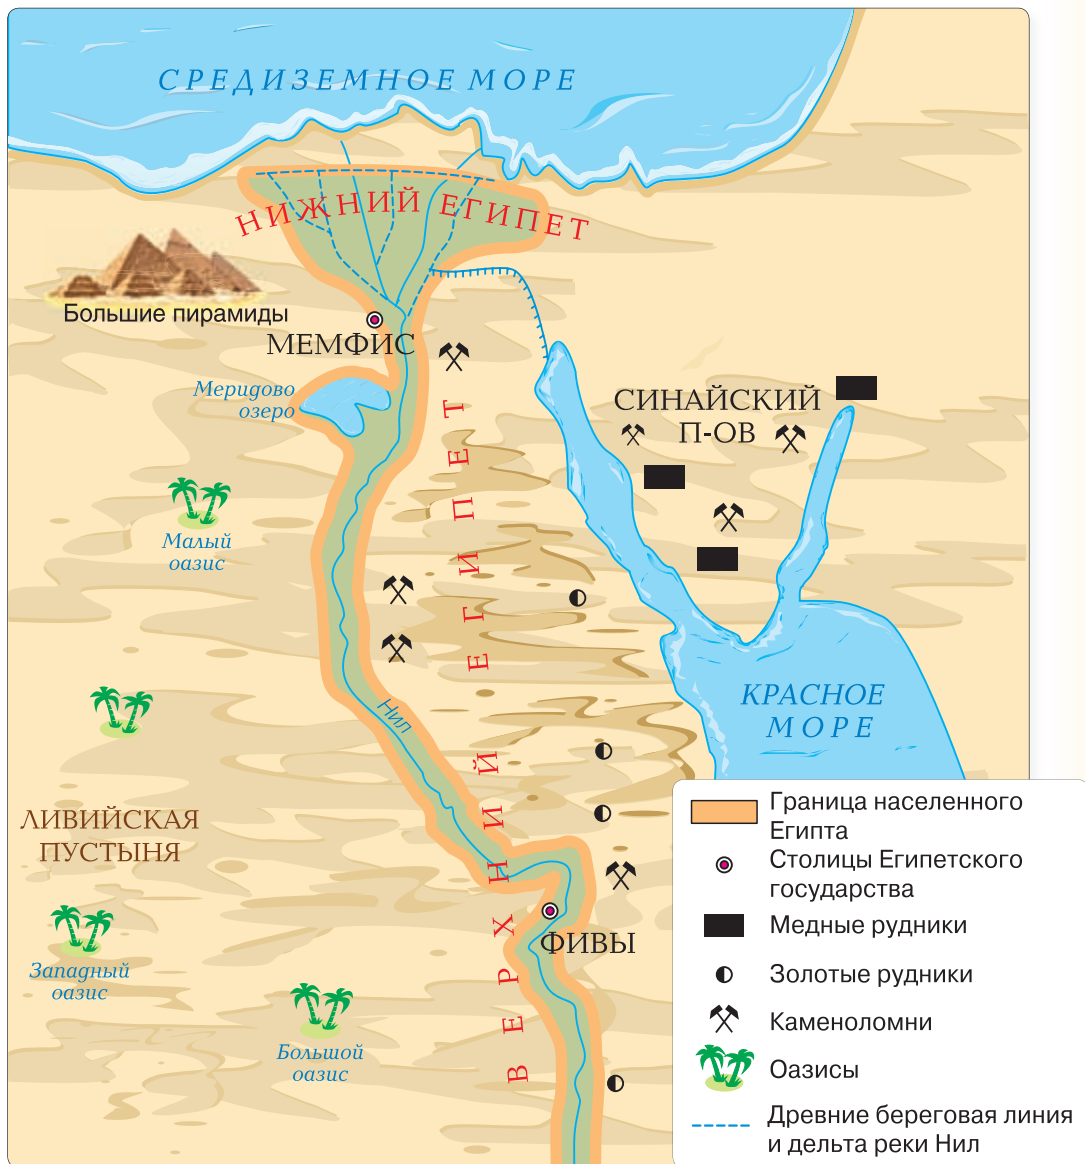 СРЕДИЗЕМНОЕ МОРЕ
НИЖНИЙ ЕГИПЕТ
Большие пирамиды
МЕМФИС
Меридово
озеро
СИНАЙСКИЙ
П-ОВ
Малый
оазис
ВЕРХНИЙ ЕГИПЕТ
Нил
КРАСНОЕ
МОРЕ
ЛИВИЙСКАЯ
ПУСТЫНЯ
ФИВЫ
Западный
оазис
Большой
оазис
Граница населенного
Египта
Столицы Египетского
государства
Медные рудники
Золотые рудники
Каменоломни
Оазисы
Древние береговая линия
и дельта реки Нил